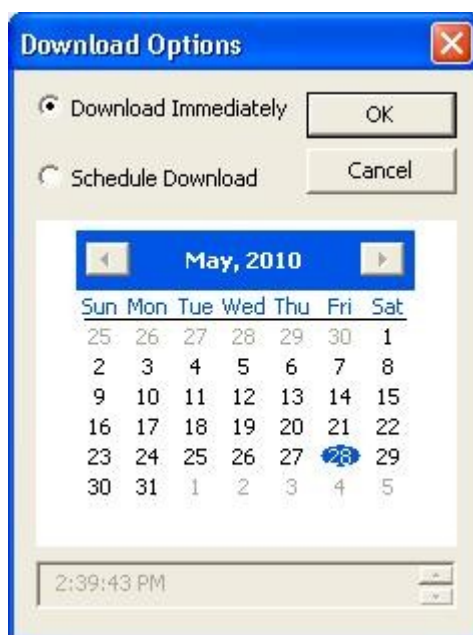 Download Options
Download Immediately
OK
Schedule Download
Cancel
May, 2010
Sun Mon Tue Wed Thu Fri Sat
25 26 27 28 29 30 1
2 3 4 5 6 7 8
9 10 11 12 13 14 15
16 17 18 19 20 21 22
23 24 25 26 27 28 29
30 31 1 2 3 4 5
2:39:43 PM